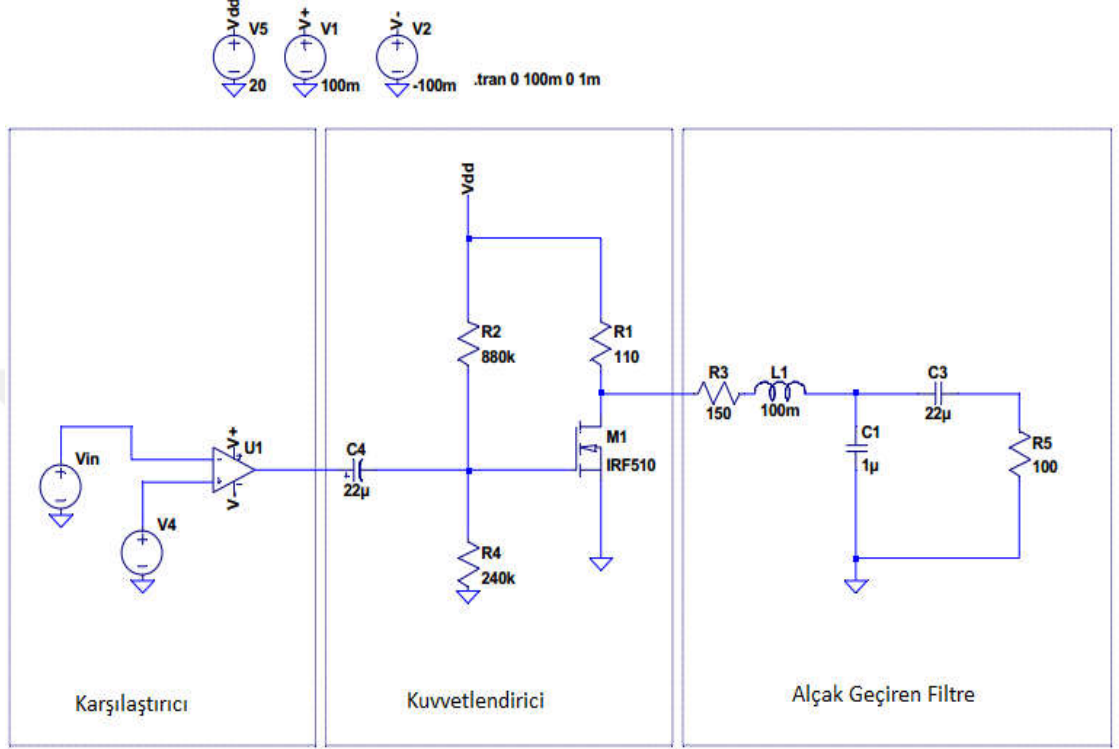 Vdd
V5
20
V+
V1
100m
V-
V2
-100m
.tran 0 100m 0 1m
Vin
V4
V+
U1
V-
C4
22µ
Vdd
R2
880k
R4
240k
R1
110
M1
IRF510
R3
150
L1
100m
C1
1µ
C3
22µ
R5
100
Karşılaştırıcı
Kuvvetlendirici
Alçak Geçiren Filtre